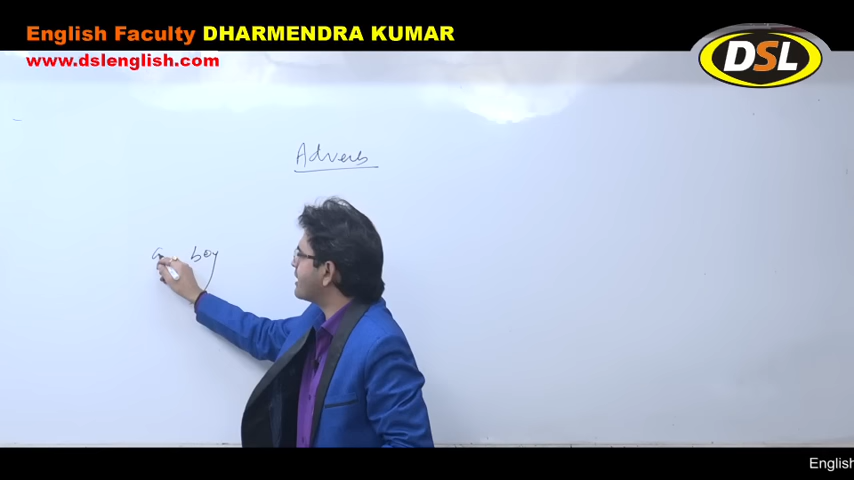 English Faculty DHARMENDRA KUMAR
www.dslenglish.com
DSL
Adverb
a boy
English